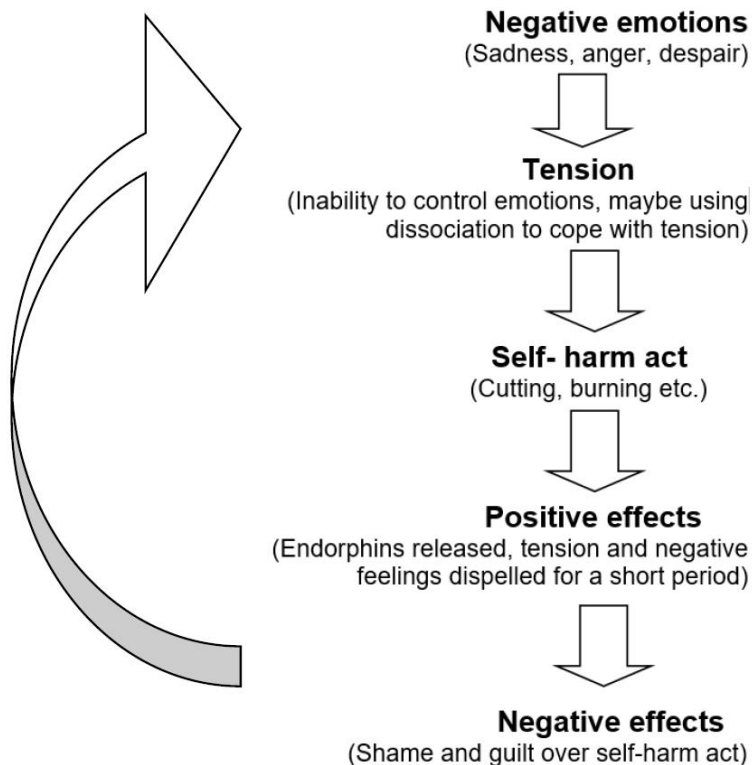 Negative emotions
(Sadness, anger, despair)
Tension
(Inability to control emotions, maybe using
dissociation to cope with tension)
Self- harm act
(Cutting, burning etc.)
Positive effects
(Endorphins released, tension and negative
feelings dispelled for a short period)
Negative effects
(Shame and guilt over self-harm act)